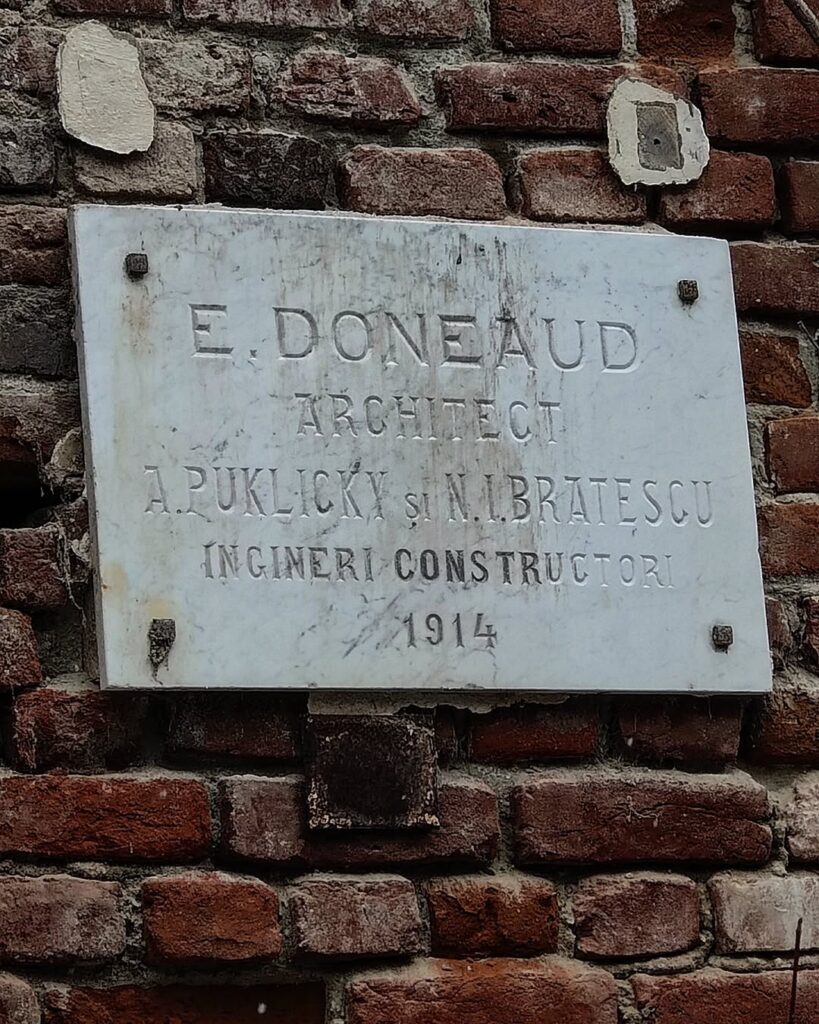 E. DONEAUD
ARCHITECT
A. PUKLICKY și N. I. BRATESCU
INGINERI CONSTRUCTORI
1914